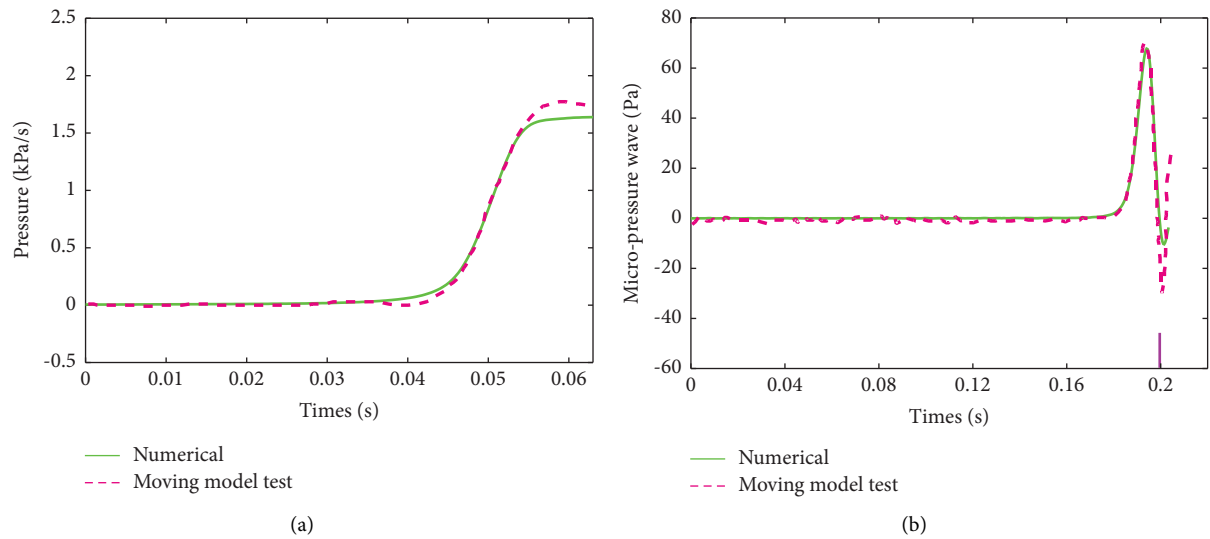 2.5
2
1.5
1
0.5
0
-0.5
Pressure (kPa/s)
0 0.01 0.02 0.03 0.04 0.05 0.06
Times (s)
Numerical
Moving model test
(a)
80
60
40
20
0
-20
-40
-60
Micro-pressure wave (Pa)
0 0.04 0.08 0.12 0.16 0.2
Times (s)
Numerical
Moving model test
(b)